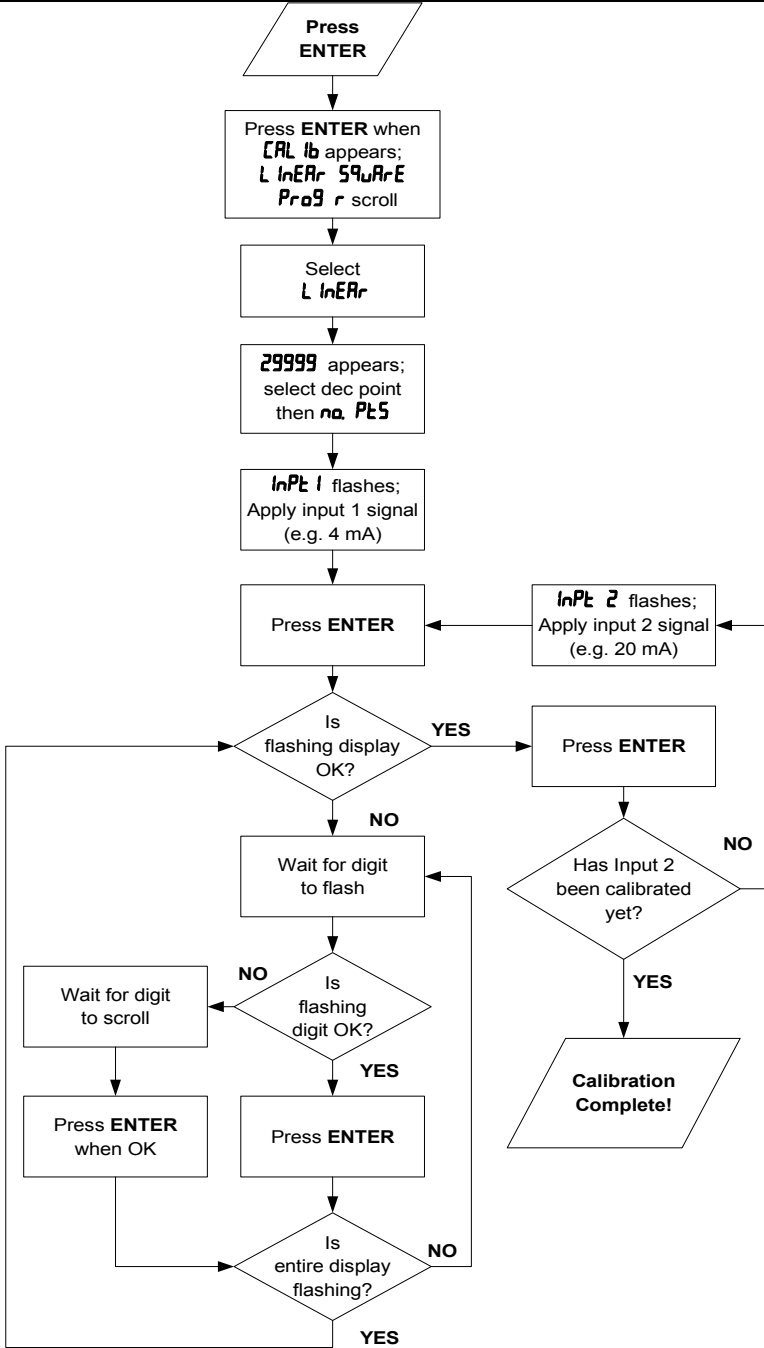 Press
ENTER
Press ENTER when
CALIb appears;
LInEAr SquArE
Prog r scroll
Select
LInEAr
29999 appears;
select dec point
then no. PtS
InPt 1 flashes;
Apply input 1 signal
(e.g. 4 mA)
Press ENTER
InPt 2 flashes;
Apply input 2 signal
(e.g. 20 mA)
Is
flashing display
OK?
YES
Press ENTER
NO
Wait for digit
to flash
Has Input 2
been calibrated
yet?
NO
YES
Is
flashing
digit OK?
NO
Wait for digit
to scroll
YES
Press ENTER
when OK
Press ENTER
Calibration
Complete!
Is
entire display
flashing?
NO
YES